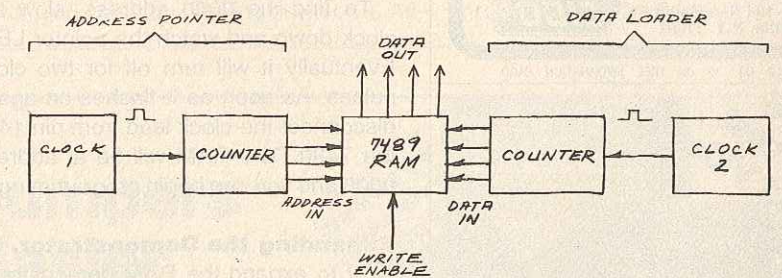 ADDRESS POINTER
DATA LOADER
DATA
OUT
CLOCK
1
COUNTER
7489
RAM
COUNTER
CLOCK
2
ADDRESS
IN
DATA
IN
WRITE
ENABLE